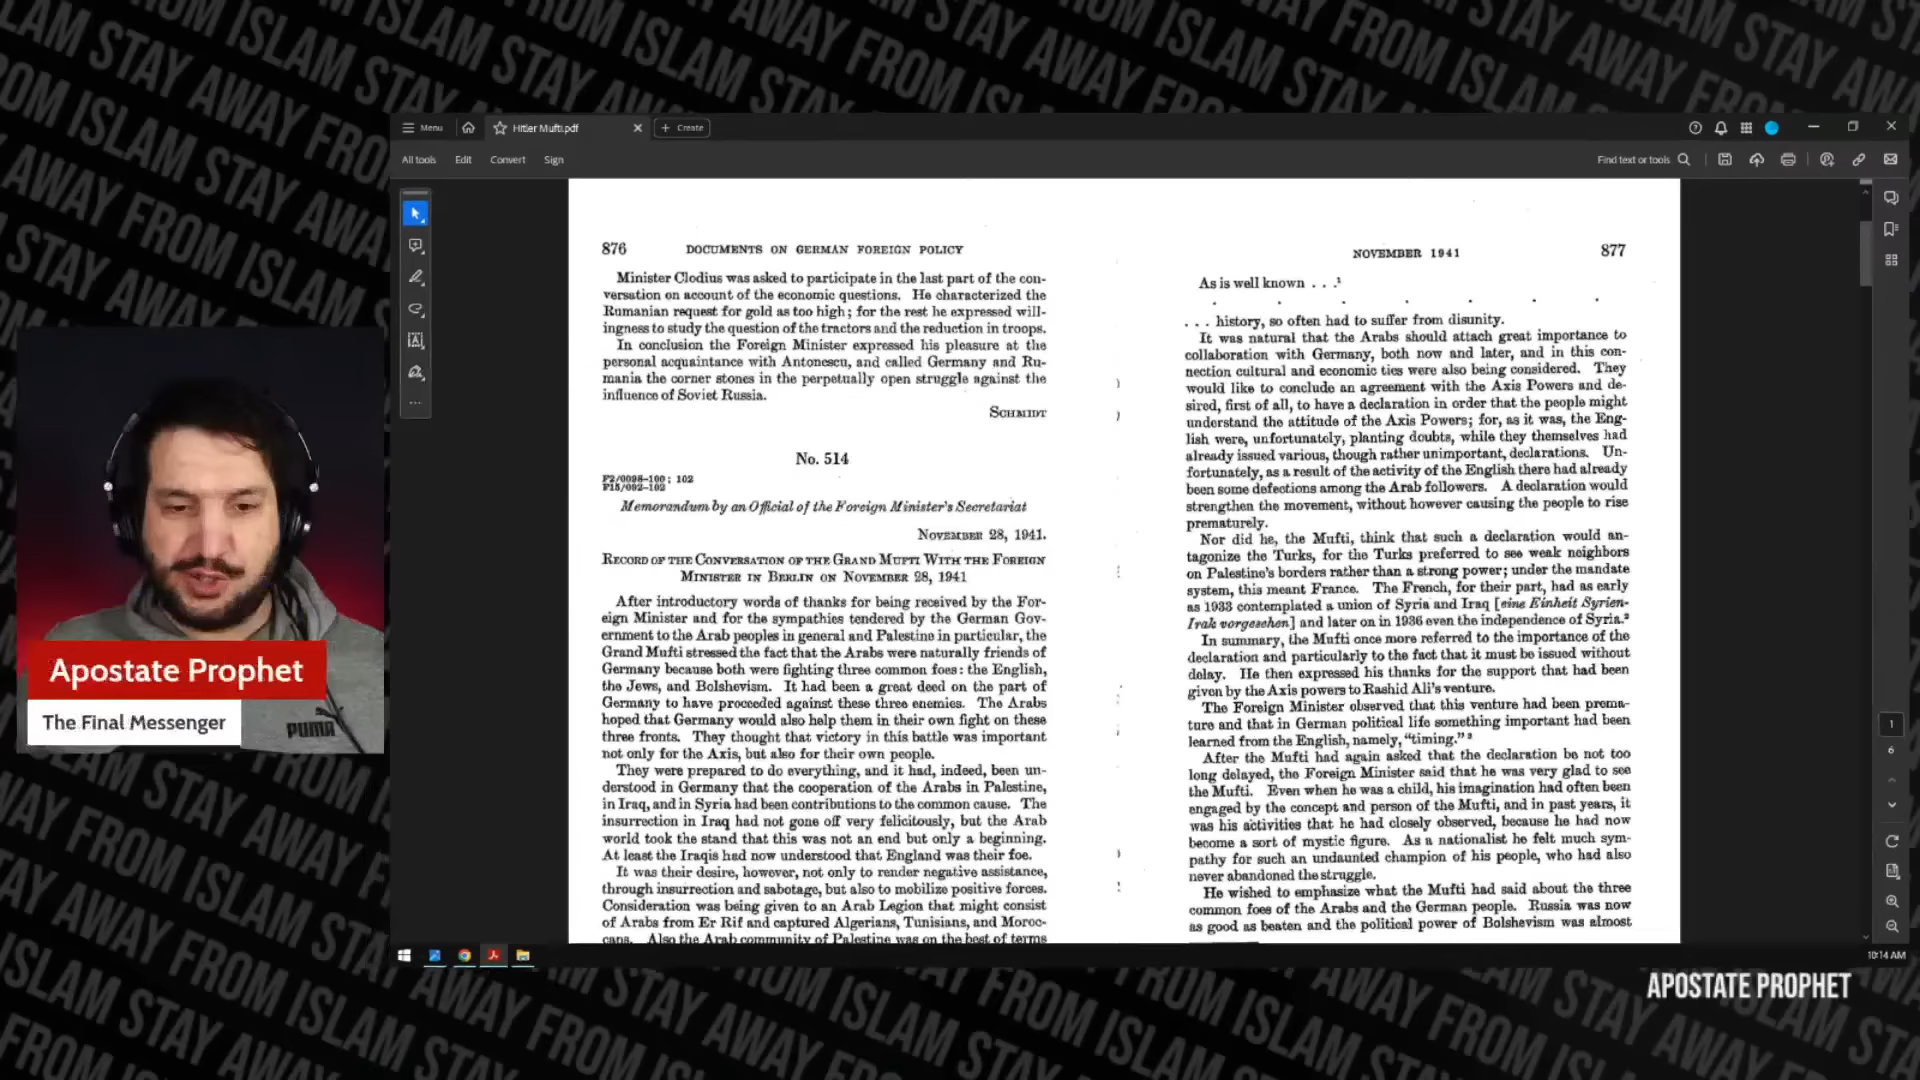 Menu
Hitler Mufti.pdf
Create
All tools
Edit
Convert
Sign
Find text or tools
876 DOCUMENTS ON GERMAN FOREIGN POLICY
Minister Clodius was asked to participate in the last part of the con-
versation on account of the economic questions. He characterized the
Rumanian request for gold as too high; for the rest he expressed will-
ingness to study the question of the tractors and the reduction in troops.
In conclusion the Foreign Minister expressed his pleasure at the
personal acquaintance with Antonescu, and called Germany and Ru-
mania the corner stones in the perpetually open struggle against the
influence of Soviet Russia.
SCHMIDT
No. 514
F2/0098-100; 102
F15/092-102
Memorandum by an Official of the Foreign Minister's Secretariat
NOVEMBER 28, 1941.
RECORD OF THE CONVERSATION OF THE GRAND MUFTI WITH THE FOREIGN
MINISTER IN BERLIN ON NOVEMBER 28, 1941
After introductory words of thanks for being received by the For-
eign Minister and for the sympathies tendered by the German Gov-
ernment to the Arab peoples in general and Palestine in particular, the
Grand Mufti stressed the fact that the Arabs were naturally friends of
Germany because both were fighting three common foes: the English,
the Jews, and Bolshevism. It had been a great deed on the part of
Germany to have proceeded against these three enemies. The Arabs
hoped that Germany would also help them in their own fight on these
three fronts. They thought that victory in this battle was important
not only for the Axis, but also for their own people.
They were prepared to do everything, and it had, indeed, been un-
derstood in Germany that the cooperation of the Arabs in Palestine,
in Iraq, and in Syria had been contributions to the common cause. The
insurrection in Iraq had not gone off very felicitously, but the Arab
world took the stand that this was not an end but only a beginning.
At least the Iraqis had now understood that England was their foe.
It was their desire, however, not only to render negative assistance,
through insurrection and sabotage, but also to mobilize positive forces.
Consideration was being given to an Arab Legion that might consist
of Arabs from Er Rif and captured Algerians, Tunisians, and Moroc-
cans. Also the Arab community of Palestine was on the best of terms
NOVEMBER 1941 877
As is well known . . .¹
. . . history, so often had to suffer from disunity.
It was natural that the Arabs should attach great importance to
collaboration with Germany, both now and later, and in this con-
nection cultural and economic ties were also being considered. They
would like to conclude an agreement with the Axis Powers and de-
sired, first of all, to have a declaration in order that the people might
understand the attitude of the Axis Powers; for, as it was, the Eng-
lish were, unfortunately, planting doubts, while they themselves had
already issued various, though rather unimportant, declarations. Un-
fortunately, as a result of the activity of the English there had already
been some defections among the Arab followers. A declaration would
strengthen the movement, without however causing the people to rise
prematurely.
Nor did he, the Mufti, think that such a declaration would an-
tagonize the Turks, for the Turks preferred to see weak neighbors
on Palestine's borders rather than a strong power; under the mandate
system, this meant France. The French, for their part, had as early
as 1933 contemplated a union of Syria and Iraq [eine Einheit Syrien-
Irak vorgesehen] and later on in 1936 even the independence of Syria.²
In summary, the Mufti once more referred to the importance of the
declaration and particularly to the fact that it must be issued without
delay. He then expressed his thanks for the support that had been
given by the Axis powers to Rashid Ali's venture.
The Foreign Minister observed that this venture had been prema-
ture and that in German political life something important had been
learned from the English, namely, "timing." ³
After the Mufti had again asked that the declaration be not too
long delayed, the Foreign Minister said that he was very glad to see
the Mufti. Even when he was a child, his imagination had often been
engaged by the concept and person of the Mufti, and in past years, it
was his activities that he had closely observed, because he had now
become a sort of mystic figure. As a nationalist he felt much sym-
pathy for such an undaunted champion of his people, who had also
never abandoned the struggle.
He wished to emphasize what the Mufti had said about the three
common foes of the Arabs and the German people. Russia was now
as good as beaten and the political power of Bolshevism was almost
1
6
10:14 AM
PUMA
Apostate Prophet
The Final Messenger
APOSTATE PROPHET
STAY AWAY FROM ISLAM